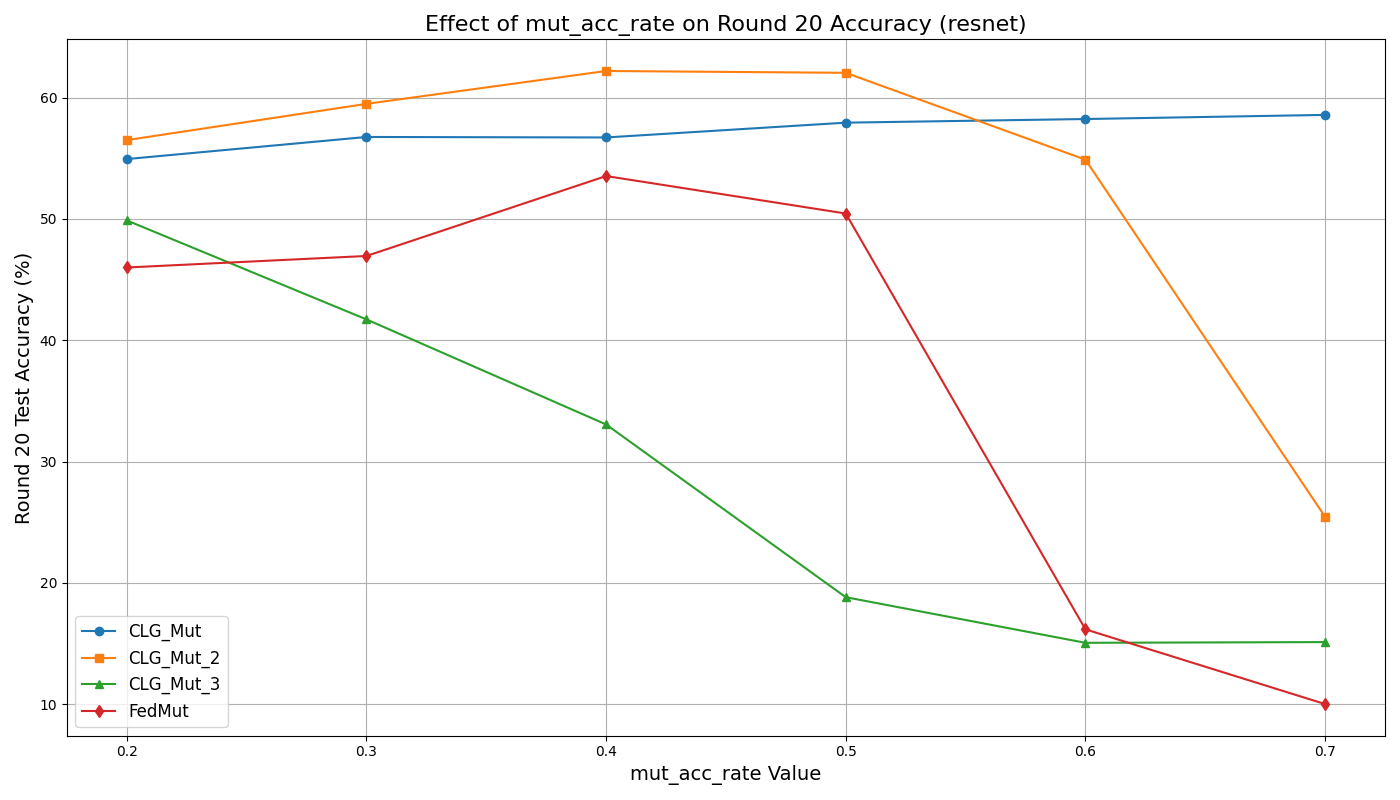 Effect of mut_acc_rate on Round 20 Accuracy (resnet)
Round 20 Test Accuracy (%)
60
50
40
30
20
10
CLG_Mut
CLG_Mut_2
CLG_Mut_3
FedMut
0.2 0.3 0.4 0.5 0.6 0.7
mut_acc_rate Value